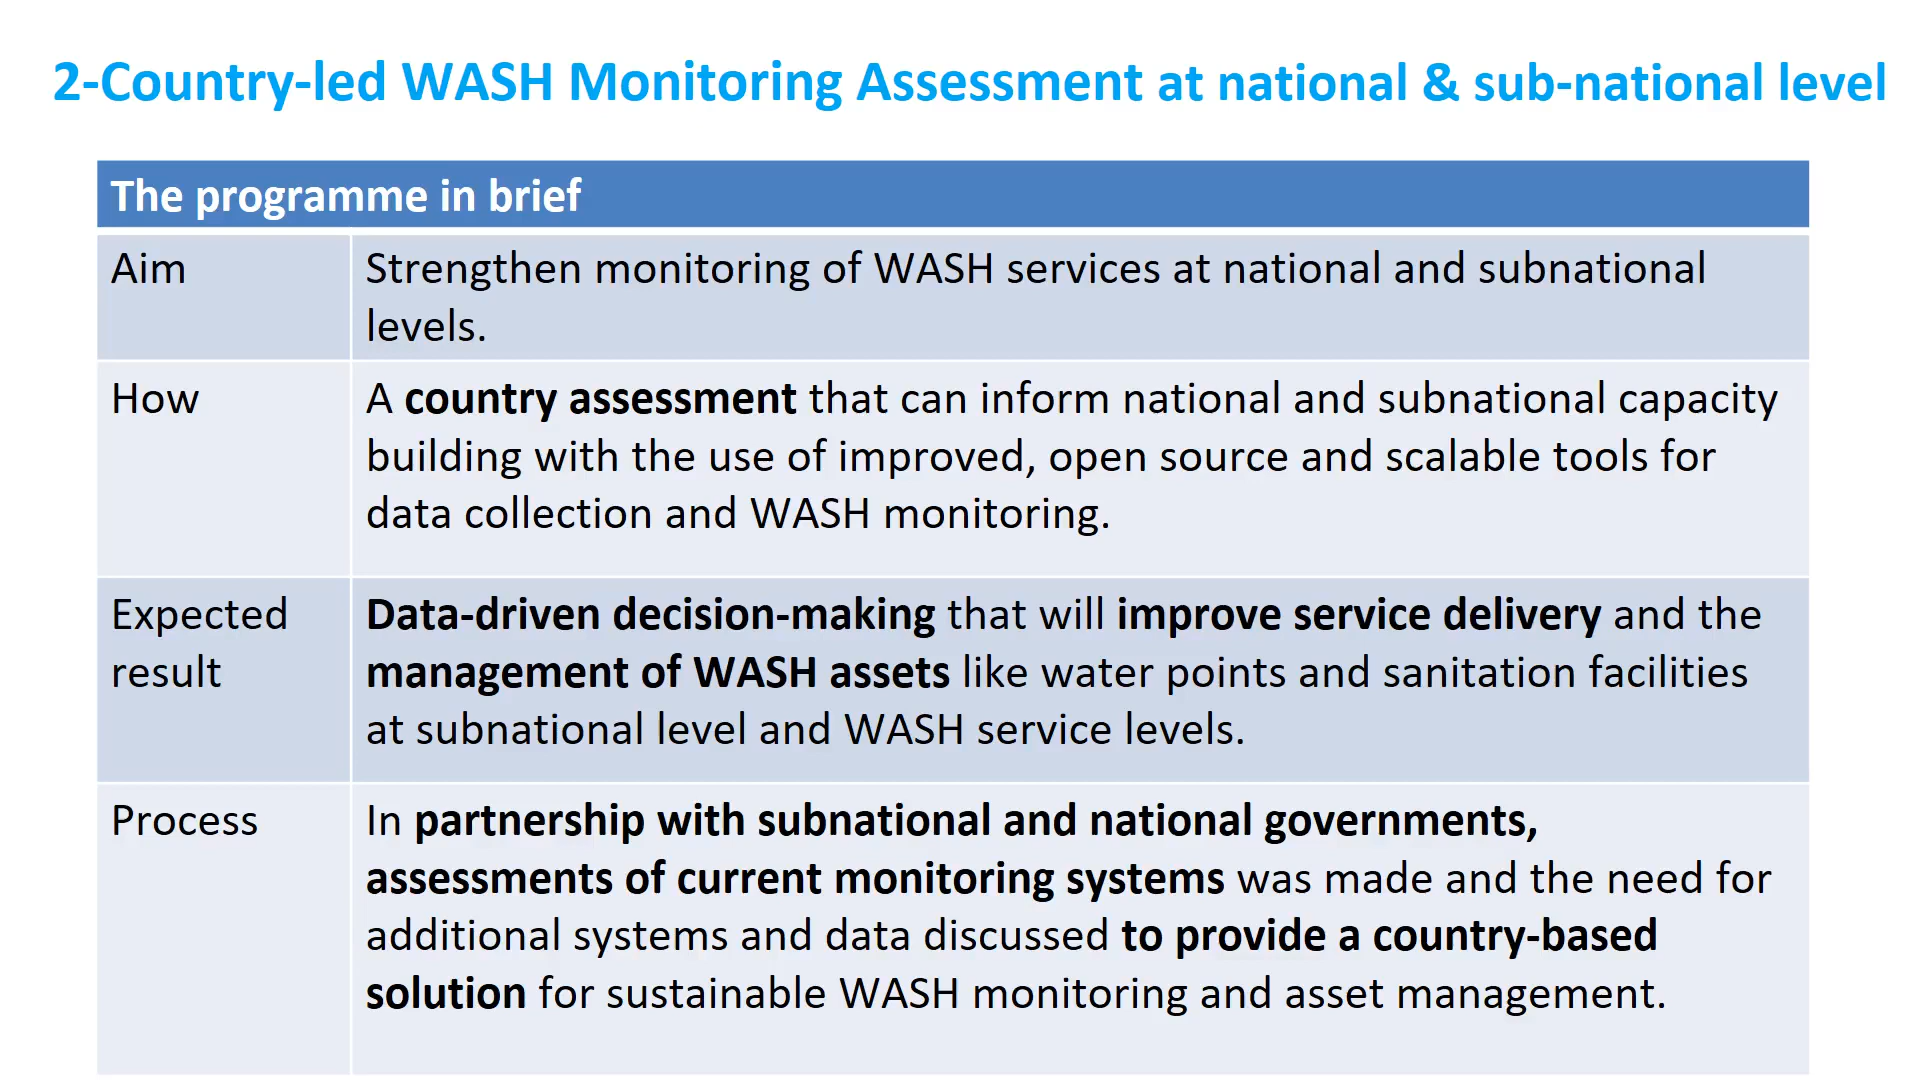 2-Country-led WASH Monitoring Assessment at national & sub-national level
The programme in brief
Aim
Strengthen monitoring of WASH services at national and subnational
levels.
How
A country assessment that can inform national and subnational capacity
building with the use of improved, open source and scalable tools for
data collection and WASH monitoring.
Expected
result
Data-driven decision-making that will improve service delivery and the
management of WASH assets like water points and sanitation facilities
at subnational level and WASH service levels.
Process
In partnership with subnational and national governments,
assessments of current monitoring systems was made and the need for
additional systems and data discussed to provide a country-based
solution for sustainable WASH monitoring and asset management.